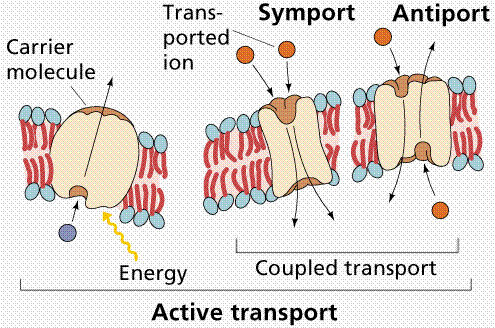 Trans-
ported
ion
Symport
Antiport
Carrier
molecule
Energy
Coupled transport
Active transport